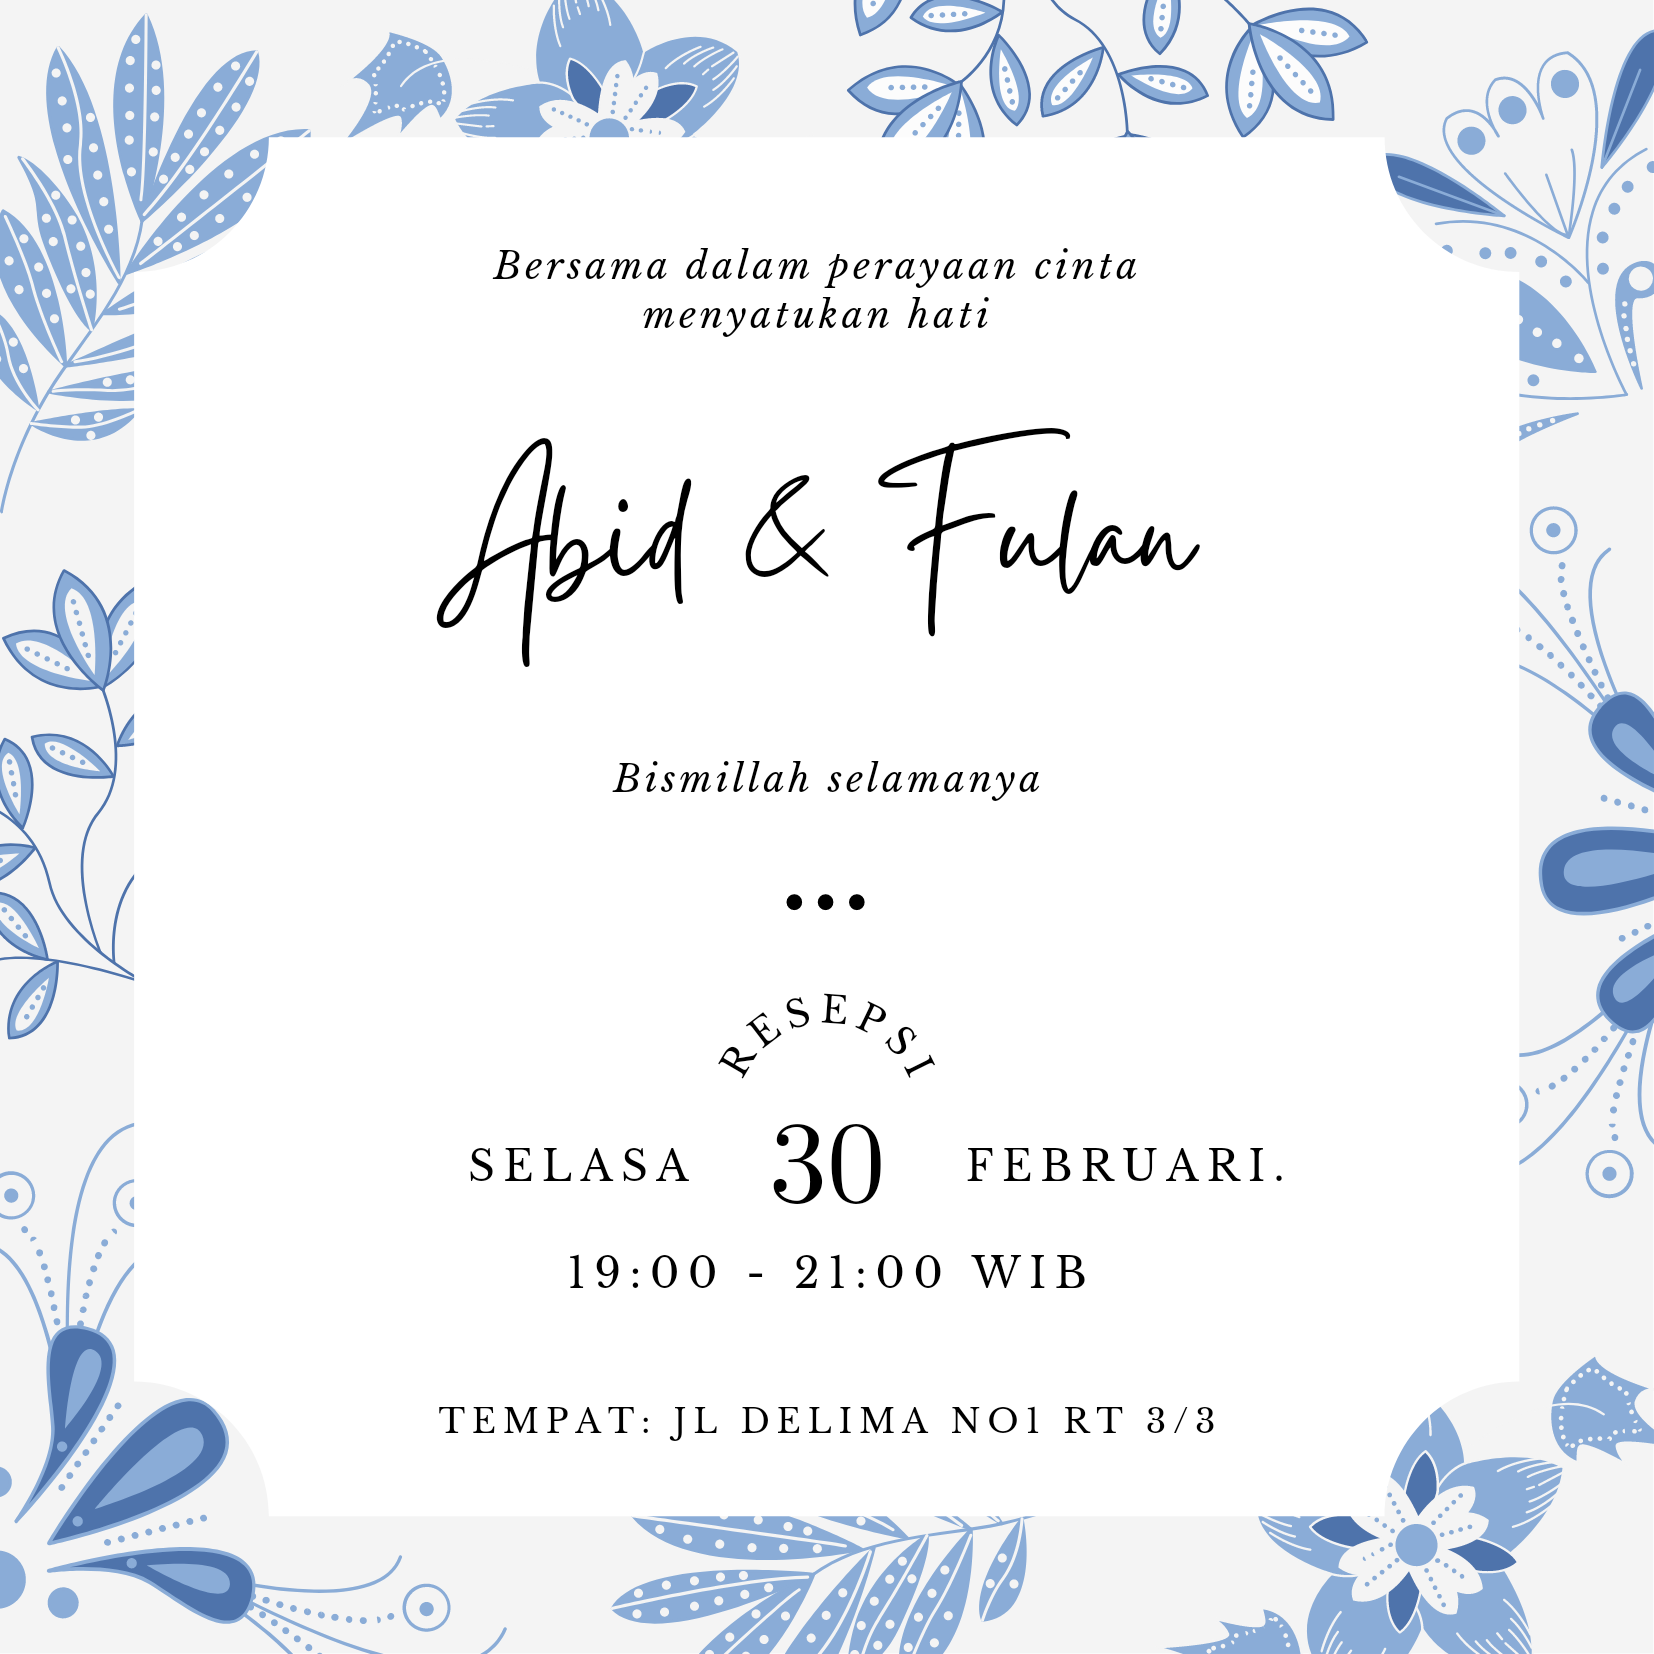 Bersama dalam perayaan cinta
menyatukan hati
Abid & Fulan
Bismillah selamanya
•••
RESEPSI
SELASA 30 FEBRUARI.
19:00 - 21:00 WIB
TEMPAT: JL DELIMA NO1 RT 3/3